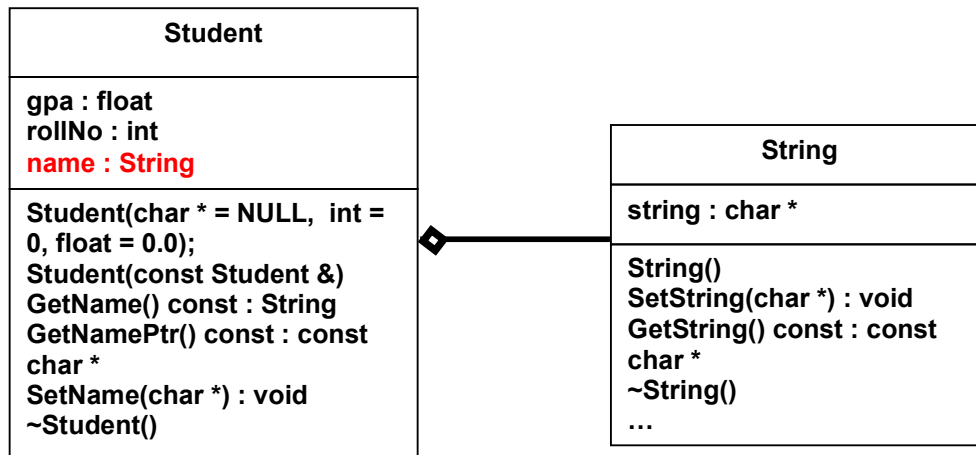 Student
gpa : float
rollNo : int
name : String
Student(char * = NULL, int =
0, float = 0.0);
Student(const Student &)
GetName() const : String
GetNamePtr() const : const
char *
SetName(char *) : void
~Student()
String
string : char *
String()
SetString(char *) : void
GetString() const : const
char *
~String()
…